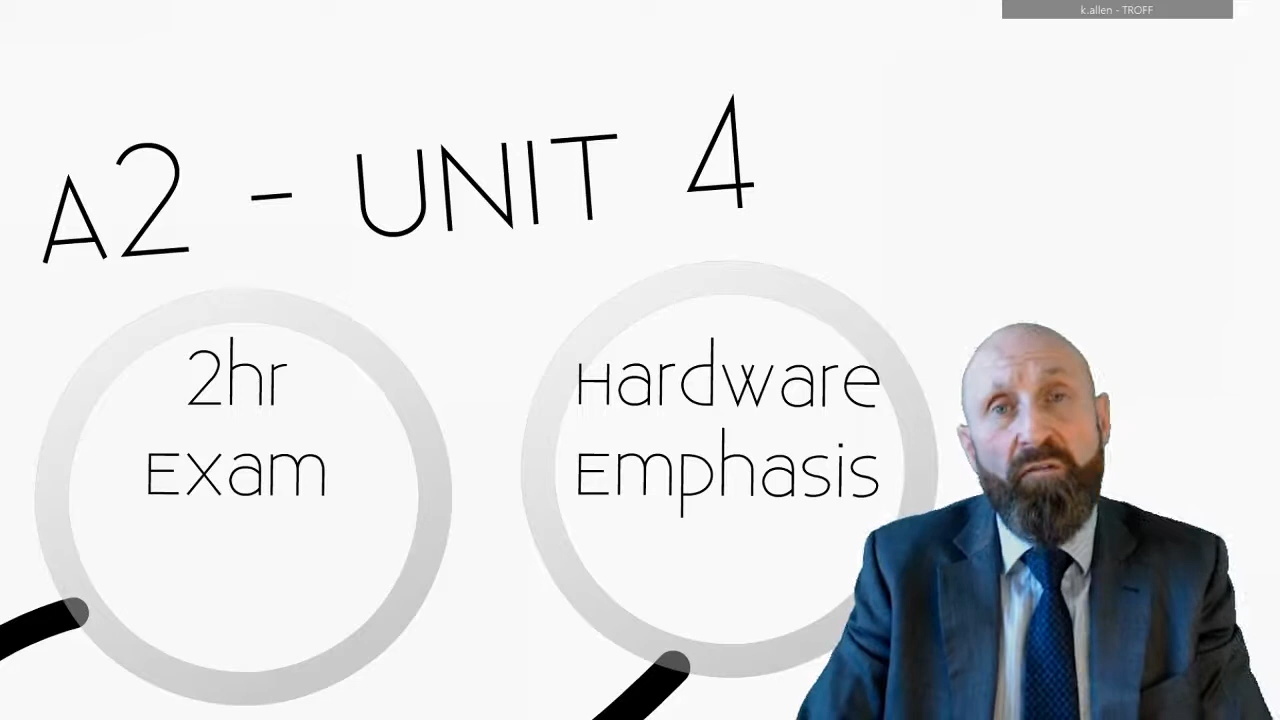 k.allen - TROFF
A2 - UNIT 4
2hr
Exam
Hardware
Emphasis